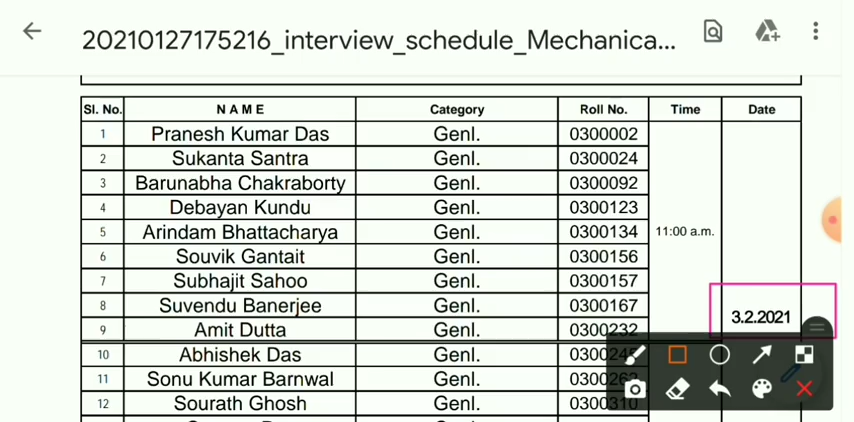 20210127175216_interview_schedule_Mechanica...
Sl. No. NAME Category Roll No. Time Date
1 Pranesh Kumar Das Genl. 0300002
2 Sukanta Santra Genl. 0300024
3 Barunabha Chakraborty Genl. 0300092
4 Debayan Kundu Genl. 0300123
5 Arindam Bhattacharya Genl. 0300134 11:00 a.m.
6 Souvik Gantait Genl. 0300156
7 Subhajit Sahoo Genl. 0300157
8 Suvendu Banerjee Genl. 0300167
3.2.2021
9 Amit Dutta Genl. 0300232
10 Abhishek Das Genl.
11 Sonu Kumar Barnwal Genl.
12 Sourath Ghosh Genl. 0300310